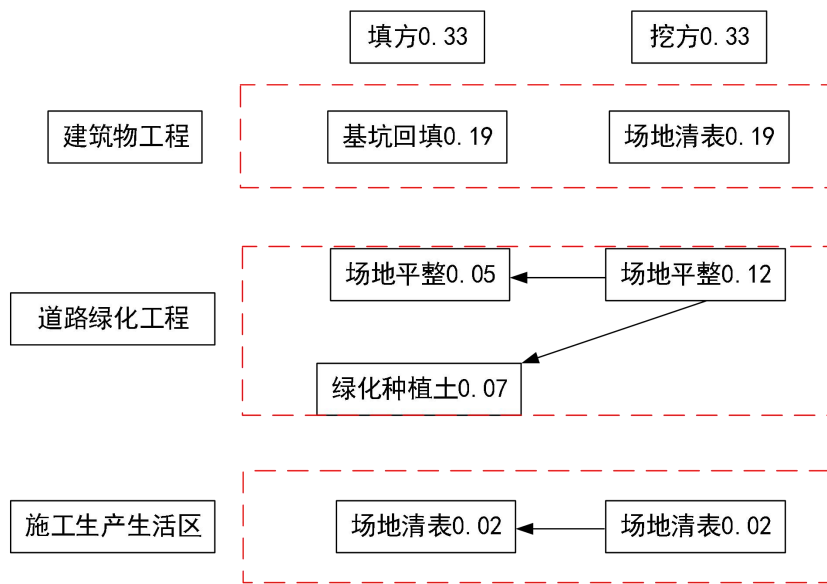 填方0.33 挖方0.33
建筑物工程 基坑回填0.19 场地清表0.19
场地平整0.05 场地平整0.12
道路绿化工程
绿化种植土0.07
施工生产生活区 场地清表0.02 场地清表0.02